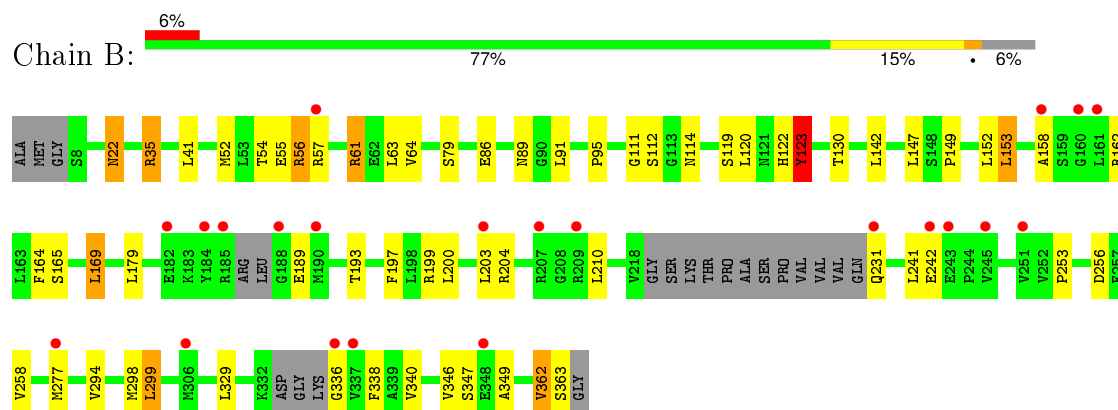 6%
Chain B:
77% 15% • 6%
ALA MET GLY S8 N22 R35 L41 M52 L53 T54 E55 R56 R57 R61 E62 L63 V64 S79 E86 N89 G90 L91 P95 G111 S112 G113 N114 S119 L120 N121 H122 Y123 T130 L142 L147 S148 P149 L152 L153 A158 S159 G160 L161
L163 F164 S165 L169 L179 E182 K183 Y184 R185 ARG LEU G188 E189 M190 T193 F197 L198 R199 L200 L203 R204 R207 G208 R209 L210 V218 GLY SER LYS THR PRO ALA SER PRO VAL VAL VAL GLN Q231 L241 E242 E243 P244 V245 V251 V252 P253 D256
V258 M277 V294 M298 L299 M306 L329 K332 ASP GLY LYS G336 V337 F338 A339 V340 V346 S347 E348 A349 V362 S363 GLY